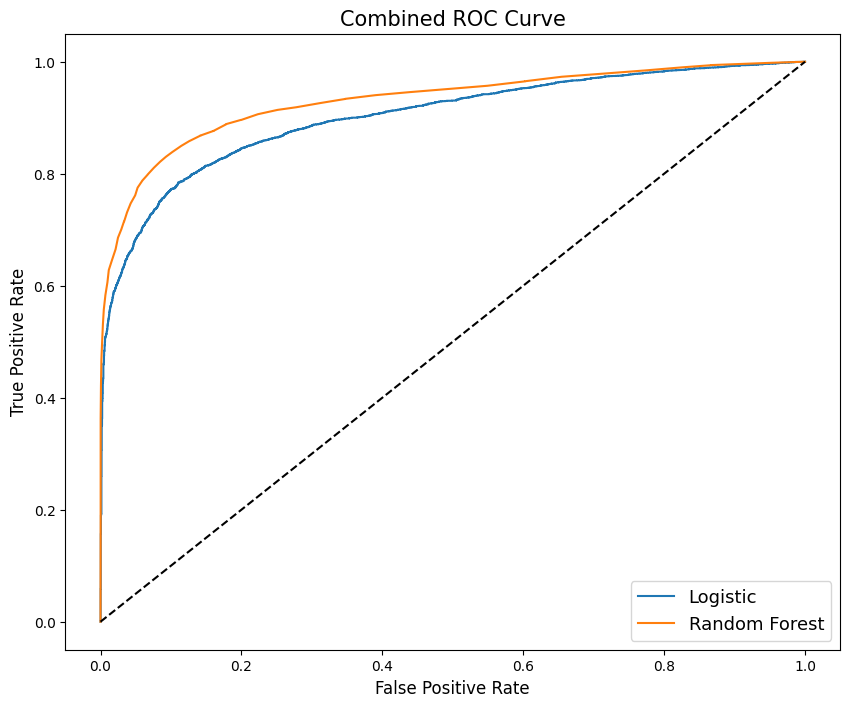 Combined ROC Curve
1.0
0.8
0.6
0.4
0.2
0.0
True Positive Rate
Logistic
Random Forest
0.0 0.2 0.4 0.6 0.8 1.0
False Positive Rate